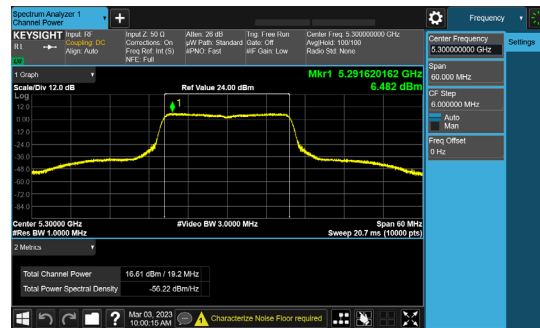 Spectrum Analyzer 1
Channel Power
Frequency
KEYSIGHT
Input: RF
Coupling: DC
Align: Auto
Input Z: 50 Ω
Corrections: On
Freq Ref: Int (S)
NFE: Full
Atten: 26 dB
µW Path: Standard
#PNO: Fast
Trig: Free Run
Gate: Off
#IF Gain: Low
Center Freq: 5.300000000 GHz
Avg|Hold: 100/100
Radio Std: None
Center Frequency
5.300000000 GHz
Settings
Span
60.000 MHz
CF Step
6.000000 MHz
Auto
Man
Freq Offset
0 Hz
1 Graph
Mkr1 5.291620162 GHz
Scale/Div 12.0 dB
Ref Value 24.00 dBm
6.482 dBm
Log
1
12.0
0.00
-12.0
-24.0
-36.0
-48.0
-60.0
-72.0
-84.0
Center 5.30000 GHz
#Video BW 3.0000 MHz
Span 60 MHz
#Res BW 1.0000 MHz
Sweep 20.7 ms (10000 pts)
2 Metrics
Total Channel Power 16.61 dBm / 19.2 MHz
Total Power Spectral Density -56.22 dBm/Hz
Mar 03, 2023
10:00:15 AM
Characterize Noise Floor required